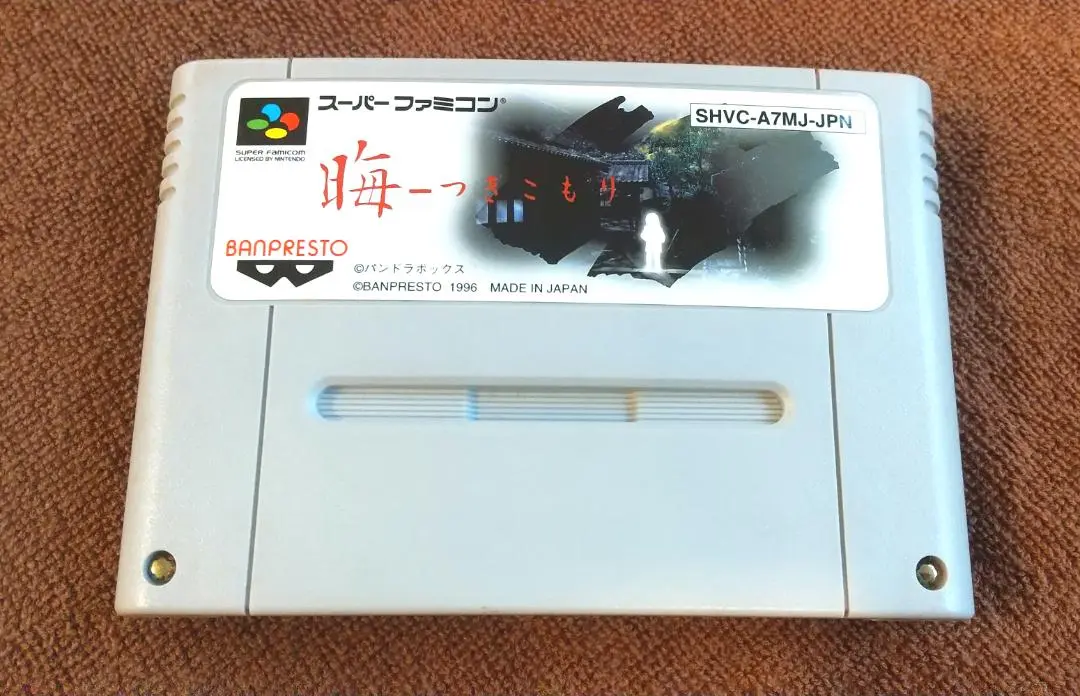 スーパーファミコン®
SHVC-A7MJ-JPN
SUPER FAMICOM
LICENSED BY NINTENDO
晦ーつきこもり
BANPRESTO
©パンドラボックス
©BANPRESTO 1996 MADE IN JAPAN